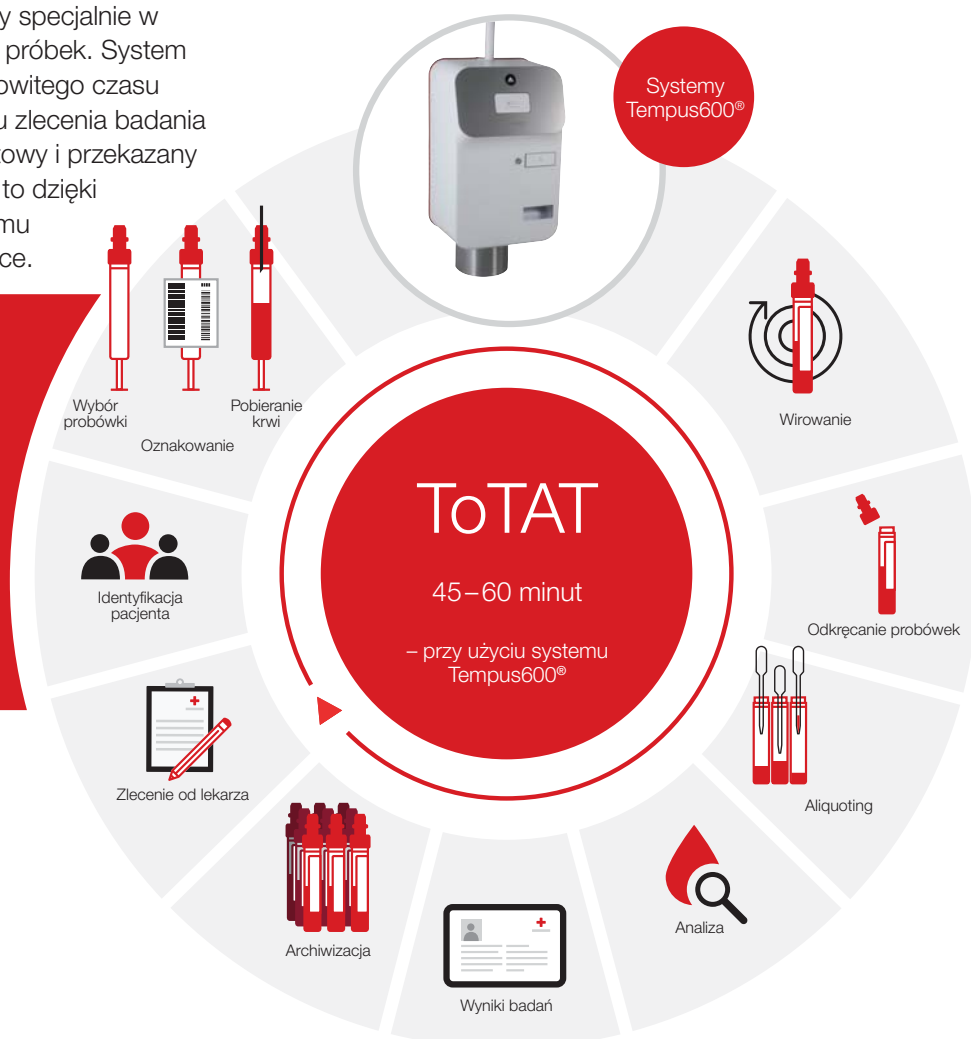 y specjalnie w
próbek. System
owitego czasu
u zlecenia badania
towy i przekazany
to dzięki
mu
ce.
Systemy
Tempus600®
Wybór
probówki
Oznakowanie
Pobieranie
krwi
Wirowanie
Identyfikacja
pacjenta
ToTAT
45–60 minut
– przy użyciu systemu
Tempus600®
Odkręcanie probówek
Zlecenie od lekarza
Aliquoting
Archiwizacja
Analiza
Wyniki badań